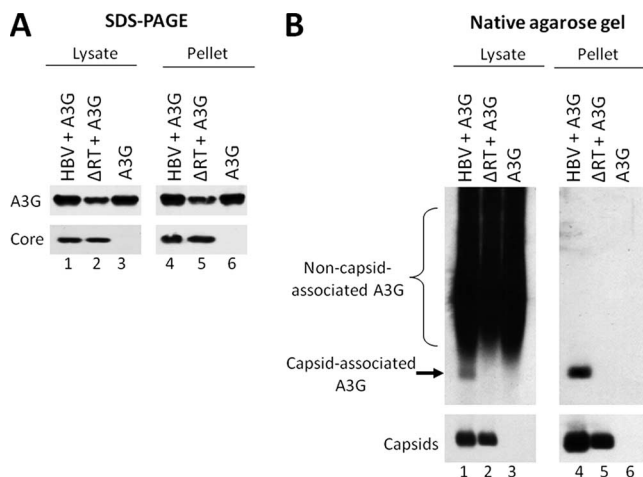 A
SDS-PAGE
Lysate
Pellet
HBV + A3G
ΔRT + A3G
A3G
HBV + A3G
ΔRT + A3G
A3G
A3G
Core
1 2 3 4 5 6
B
Native agarose gel
Lysate
Pellet
HBV + A3G
ΔRT + A3G
A3G
HBV + A3G
ΔRT + A3G
A3G
Non-capsid-
associated A3G
Capsid-associated
A3G
Capsids
1 2 3 4 5 6